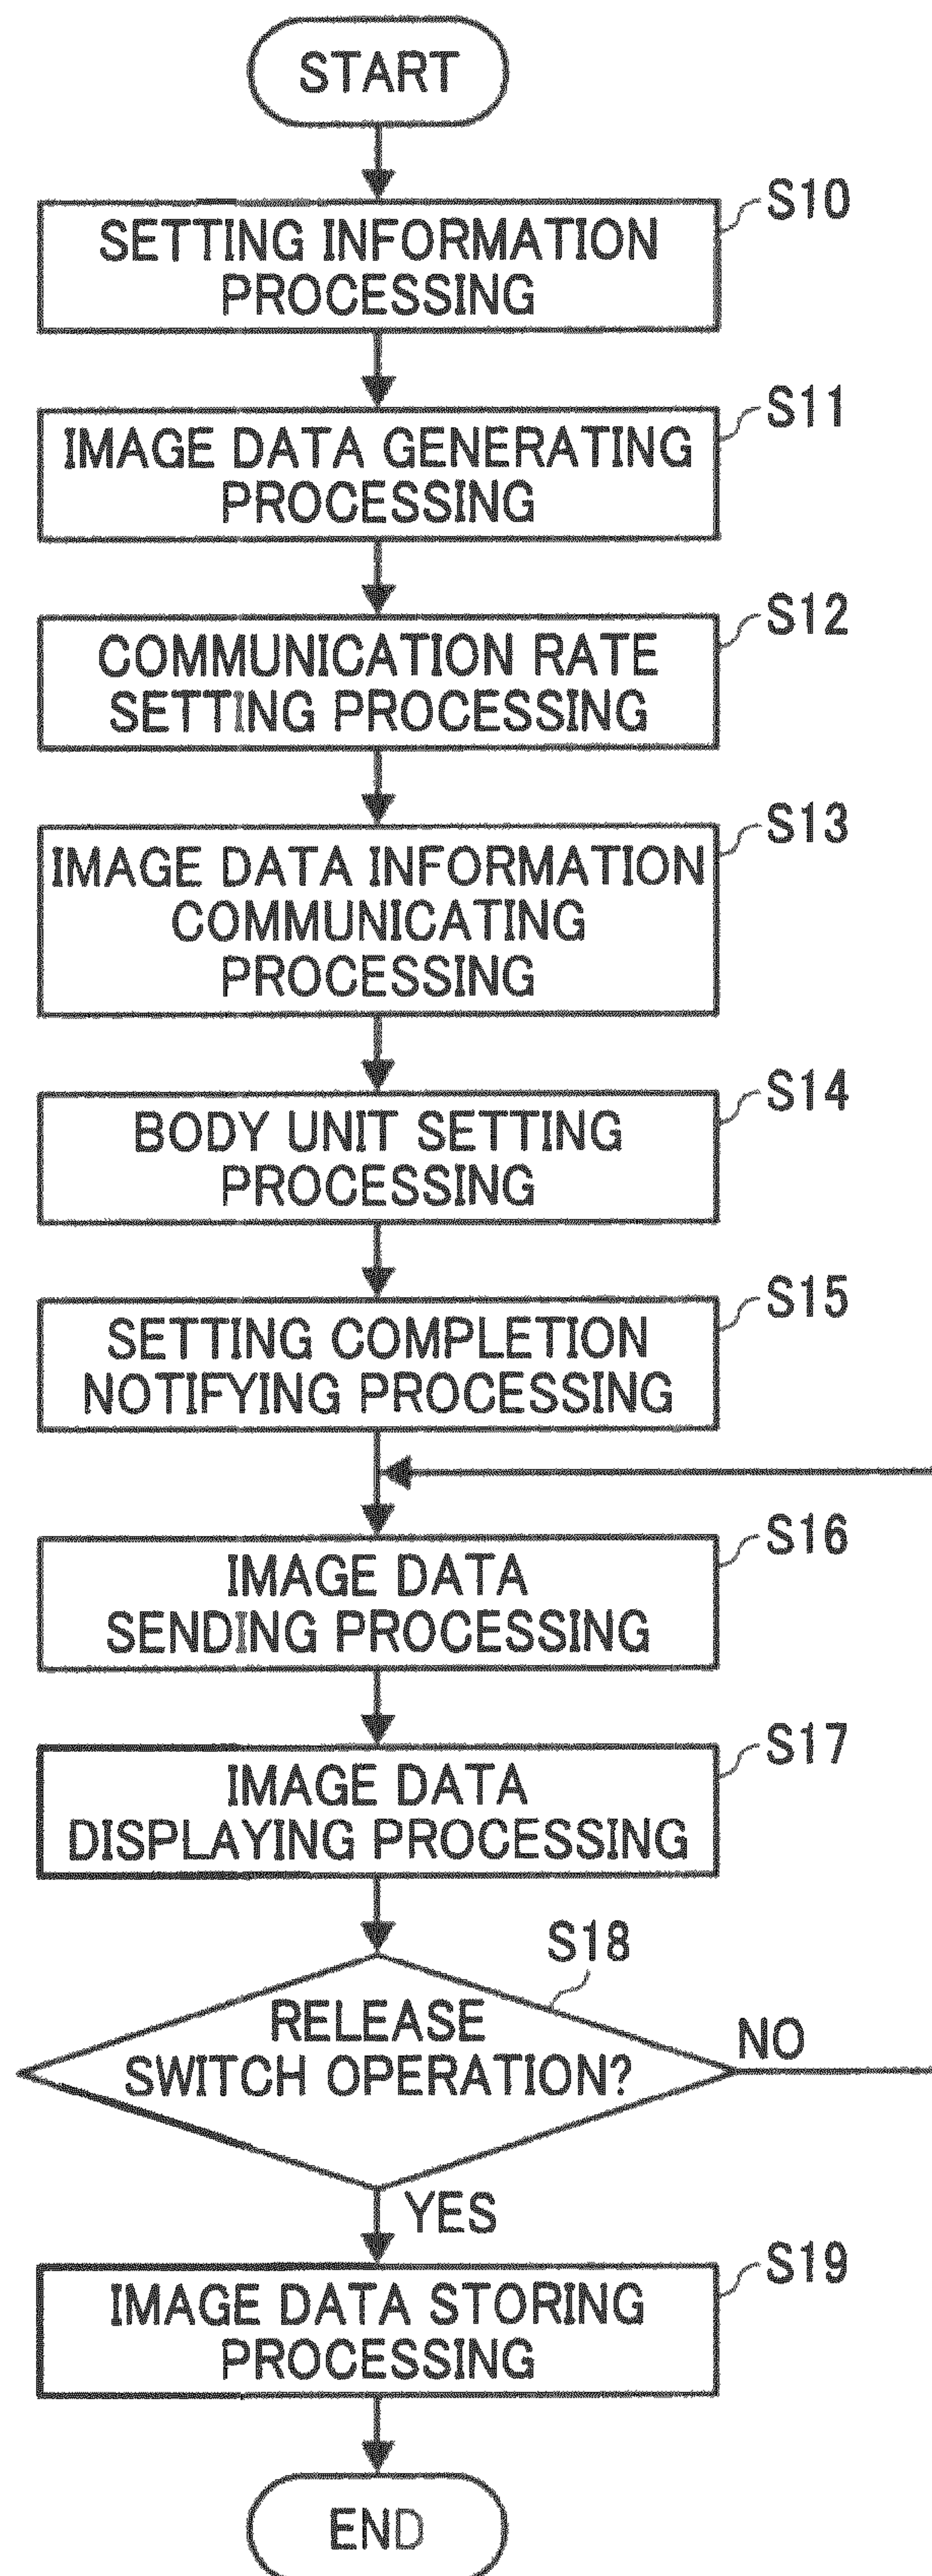 START
S10
SETTING INFORMATION
PROCESSING
S11
IMAGE DATA GENERATING
PROCESSING
S12
COMMUNICATION RATE
SETTING PROCESSING
S13
IMAGE DATA INFORMATION
COMMUNICATING
PROCESSING
S14
BODY UNIT SETTING
PROCESSING
S15
SETTING COMPLETION
NOTIFYING PROCESSING
S16
IMAGE DATA
SENDING PROCESSING
S17
IMAGE DATA
DISPLAYING PROCESSING
S18
RELEASE
SWITCH OPERATION?
NO
YES
S19
IMAGE DATA STORING
PROCESSING
END